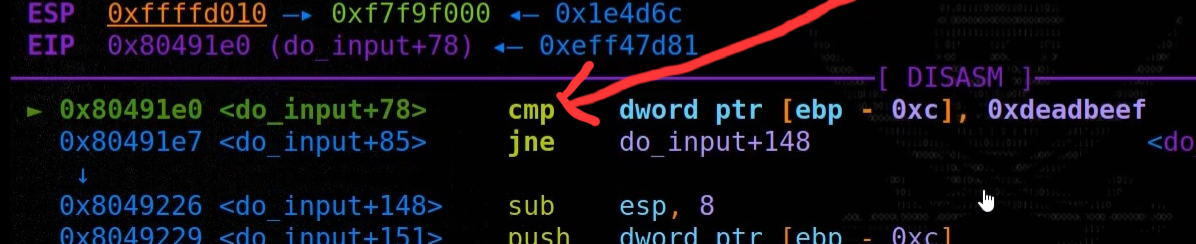 ESP 0xffffd010 —▸ 0xf7f9f000 ◂— 0x1e4d6c
EIP 0x80491e0 (do_input+78) ◂— 0xeff47d81
[ DISASM ]
► 0x80491e0 <do_input+78> cmp dword ptr [ebp - 0xc], 0xdeadbeef
0x80491e7 <do_input+85> jne do_input+148 <do
↓
0x8049226 <do_input+148> sub esp, 8
0x8049229 <do_input+151> push dword ptr [ebp - 0xc]